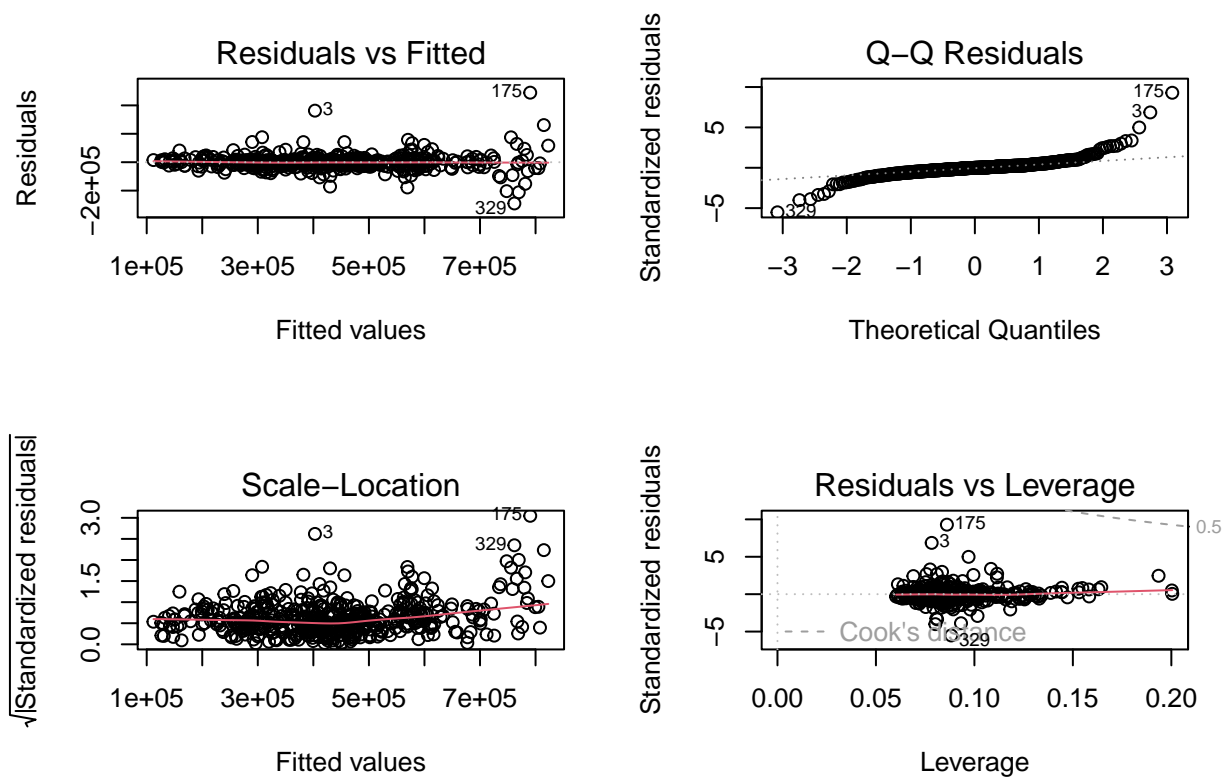 Residuals vs Fitted
Residuals
−2e+05
175
3
329
1e+05 3e+05 5e+05 7e+05
Fitted values
Q−Q Residuals
Standardized residuals
−5 5
175
3
329
−3 −2 −1 0 1 2 3
Theoretical Quantiles
Scale−Location
√|Standardized residuals|
0.0 1.5 3.0
175
3
329
1e+05 3e+05 5e+05 7e+05
Fitted values
Residuals vs Leverage
Standardized residuals
−5 5
175
3
0.5
Cook's distance
329
0.00 0.05 0.10 0.15 0.20
Leverage